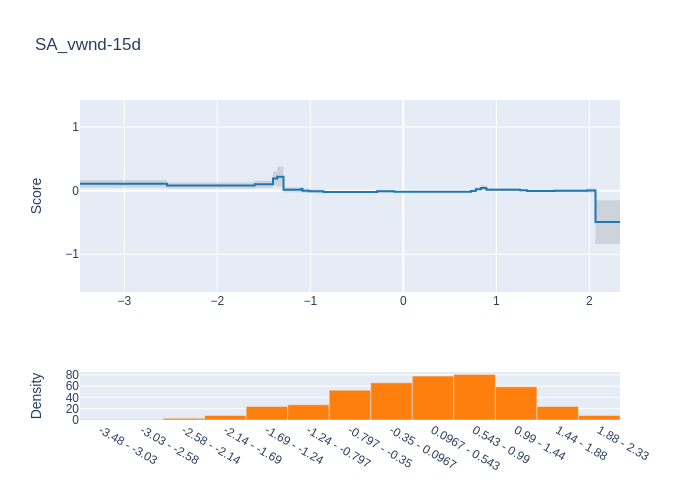 SA_vwnd-15d
Score
1
0
−1
−3
−2
−1
0
1
2
Density
80
60
40
20
0
-3.48 - -3.03
-3.03 - -2.58
-2.58 - -2.14
-2.14 - -1.69
-1.69 - -1.24
-1.24 - -0.797
-0.797 - -0.35
-0.35 - 0.0967
0.0967 - 0.543
0.543 - 0.99
0.99 - 1.44
1.44 - 1.88
1.88 - 2.33